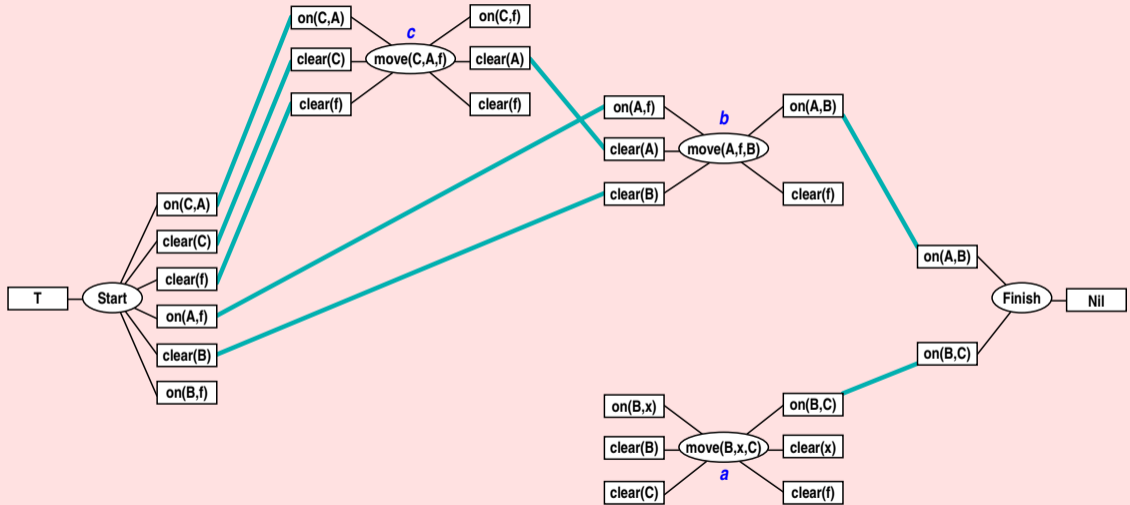 on(C,A)
clear(C)
clear(f)
c
move(C,A,f)
on(C,f)
clear(A)
clear(f)
on(A,f)
clear(A)
clear(B)
b
move(A,f,B)
on(A,B)
clear(f)
T
Start
on(C,A)
clear(C)
clear(f)
on(A,f)
clear(B)
on(B,f)
on(A,B)
on(B,C)
Finish
Nil
on(B,x)
clear(B)
clear(C)
move(B,x,C)
a
on(B,C)
clear(x)
clear(f)